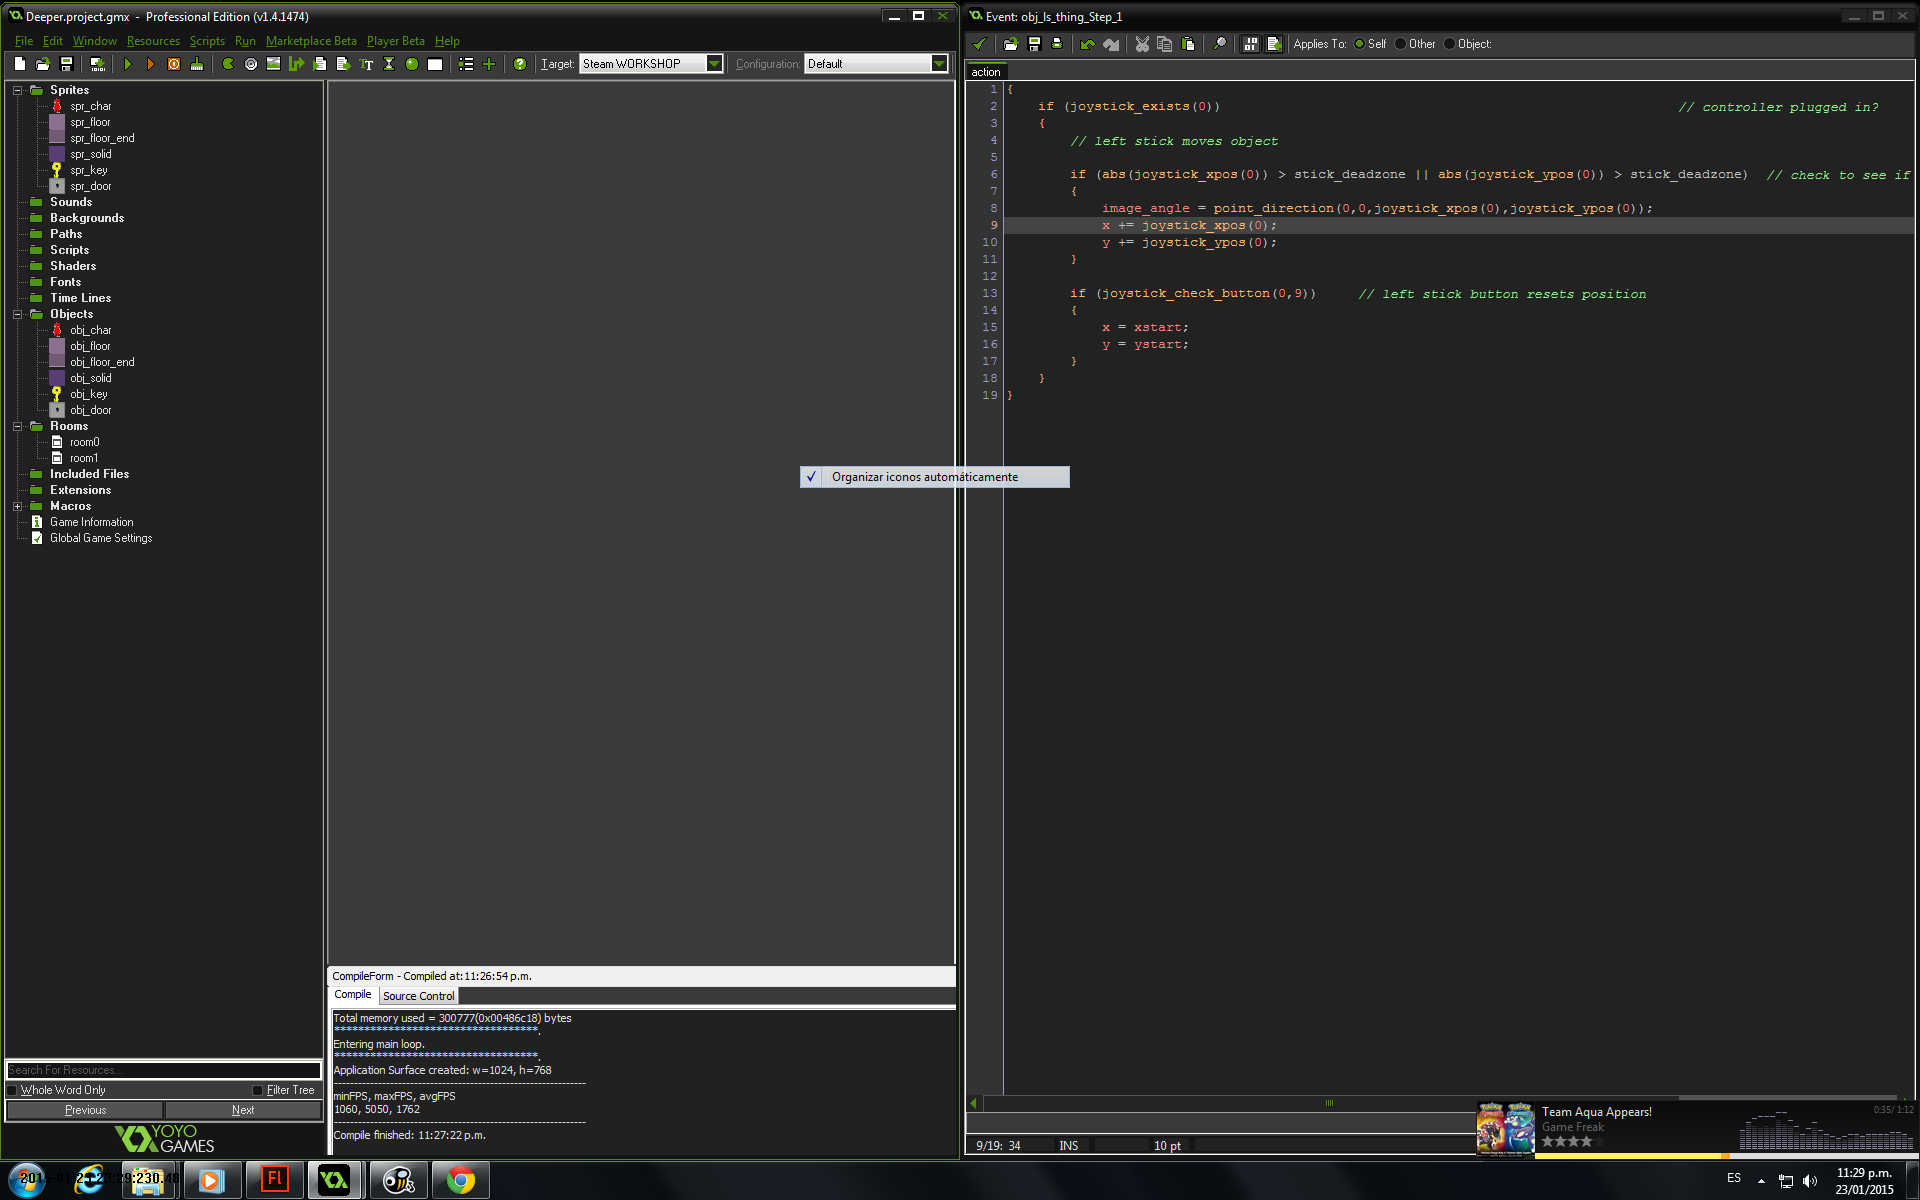 Deeper.project.gmx - Professional Edition (v1.4.1474)
File Edit Window Resources Scripts Run Marketplace Beta Player Beta Help
Target: Steam WORKSHOP Configuration: Default
Sprites
spr_char
spr_floor
spr_floor_end
spr_solid
spr_key
spr_door
Sounds
Backgrounds
Paths
Scripts
Shaders
Fonts
Time Lines
Objects
obj_char
obj_floor
obj_floor_end
obj_solid
obj_key
obj_door
Rooms
room0
room1
Included Files
Extensions
Macros
Game Information
Global Game Settings
Search For Resources...
Whole Word Only Filter Tree
Previous Next
YOYO
GAMES
Organizar iconos automáticamente
CompileForm - Compiled at: 11:26:54 p.m.
Compile Source Control
Total memory used = 300777(0x00486c18) bytes
**********************************.
Entering main loop.
**********************************.
Application Surface created: w=1024, h=768
---------------------------------------------------------------
minFPS, maxFPS, avgFPS
1060, 5050, 1762
---------------------------------------------------------------
Compile finished: 11:27:22 p.m.
Event: obj_ls_thing_Step_1
Applies To: Self Other Object:
action
1 {
2 if (joystick_exists(0)) // controller plugged in?
3 {
4 // left stick moves object
5
6 if (abs(joystick_xpos(0)) > stick_deadzone || abs(joystick_ypos(0)) > stick_deadzone) // check to see if
7 {
8 image_angle = point_direction(0,0,joystick_xpos(0),joystick_ypos(0));
9 x += joystick_xpos(0);
10 y += joystick_ypos(0);
11 }
12
13 if (joystick_check_button(0,9)) // left stick button resets position
14 {
15 x = xstart;
16 y = ystart;
17 }
18 }
19 }
9/19: 34 INS 10 pt
Team Aqua Appears! 0:35/ 1:12
Game Freak
Fl
ES
11:29 p.m.
23/01/2015